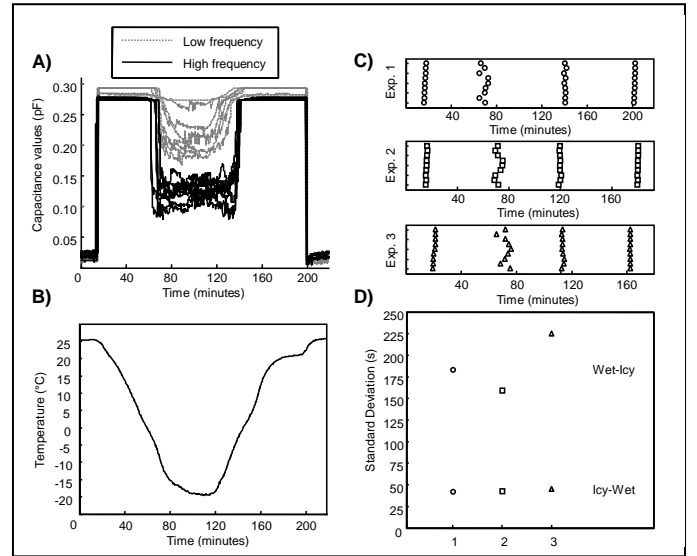 Low frequency
High frequency
A)
Capacitance values (pF)
0.30
0.25
0.20
0.15
0.10
0.05
0 40 80 120 160 200
Time (minutes)
B)
Temperature (°C)
25
20
15
10
5
0
-5
-10
-15
-20
0 40 80 120 160 200
Time (minutes)
C)
Exp. 1
40 80 120 160 200
Time (minutes)
Exp. 2
40 80 120 160
Time (minutes)
Exp. 3
40 80 120 160
Time (minutes)
D)
Standard Deviation (s)
250
225
200
175
150
125
100
75
50
25
0
Wet-Icy
Icy-Wet
1 2 3